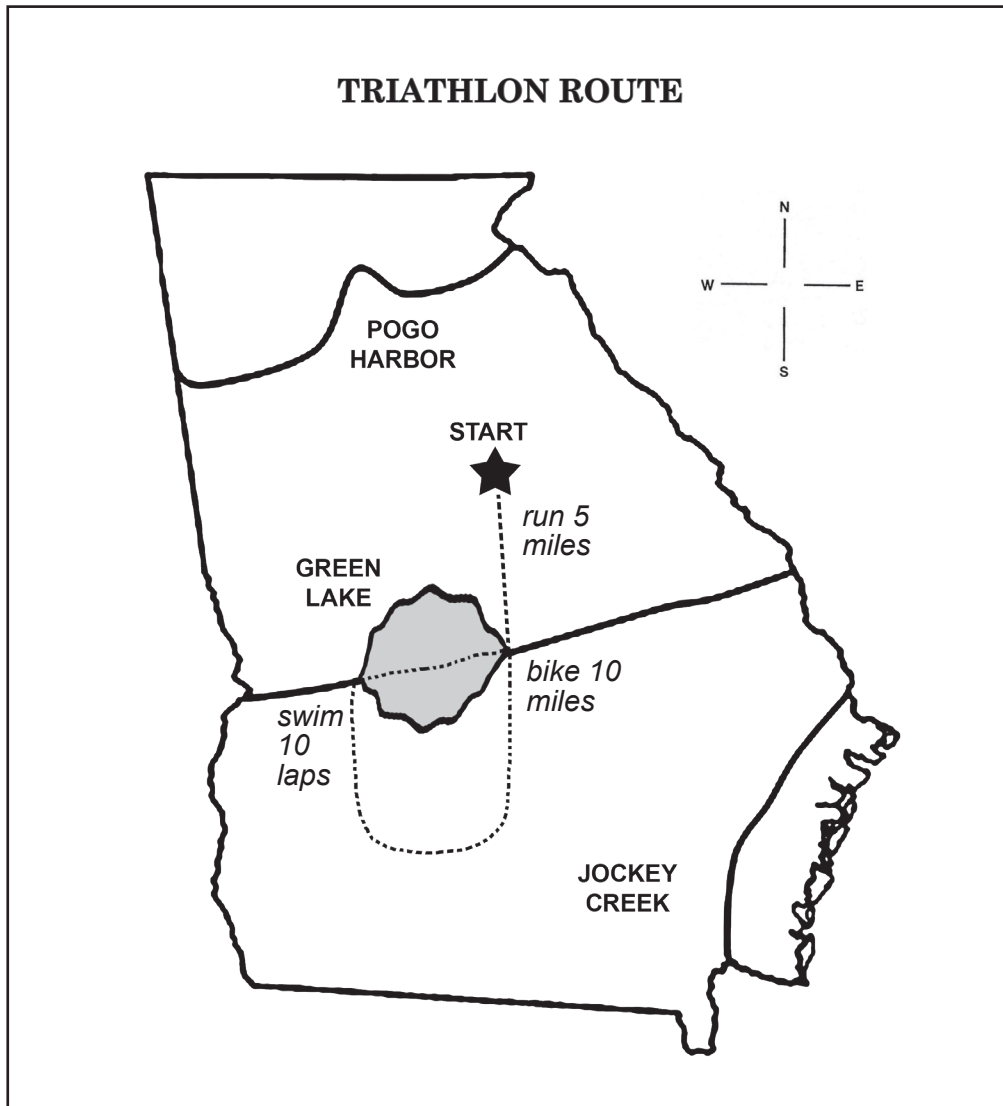 TRIATHLON ROUTE
N
W
E
S
POGO
HARBOR
START
run 5
miles
GREEN
LAKE
bike 10
miles
swim
10
laps
JOCKEY
CREEK